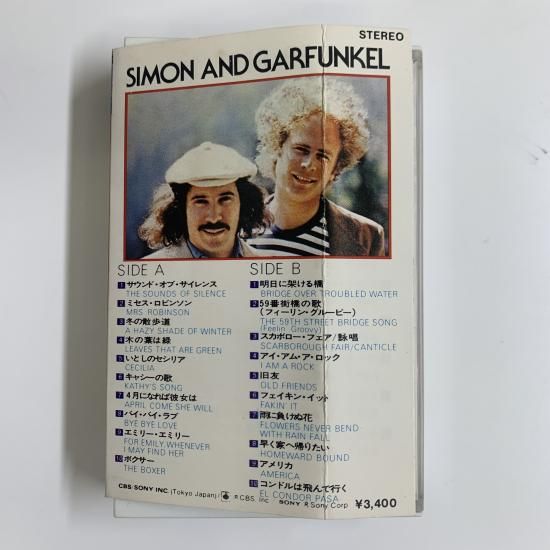 STEREO
SIMON AND GARFUNKEL
SIDE A
1 サウンド・オブ・サイレンス
THE SOUNDS OF SILENCE
2 ミセス・ロビンソン
MRS. ROBINSON
3 冬の散歩道
A HAZY SHADE OF WINTER
4 木の葉は緑
LEAVES THAT ARE GREEN
5 いとしのセシリア
CECILIA
6 キャシーの歌
KATHY'S SONG
7 4月になれば彼女は
APRIL COME SHE WILL
8 バイ・バイ・ラブ
BYE BYE LOVE
9 エミリー・エミリー
FOR EMILY, WHENEVER
I MAY FIND HER
10 ボクサー
THE BOXER
SIDE B
1 明日に架ける橋
BRIDGE OVER TROUBLED WATER
2 59番街橋の歌
(フィーリン・グルービー)
THE 59TH STREET BRIDGE SONG
(Feelin' Groovy)
3 スカボロー・フェア/詠唱
SCARBOROUGH FAIR/CANTICLE
4 アイ・アム・ア・ロック
I AM A ROCK
5 旧友
OLD FRIENDS
6 フェイキン・イット
FAKIN' IT
7 雨に負けぬ花
FLOWERS NEVER BEND
WITH RAIN FALL
8 早く家へ帰りたい
HOMEWARD BOUND
9 アメリカ
AMERICA
10 コンドルは飛んで行く
EL CONDOR PASA
CBS/SONY INC. (Tokyo Japan)/ ® CBS. Inc SONY ® Sony Corp ¥3,400